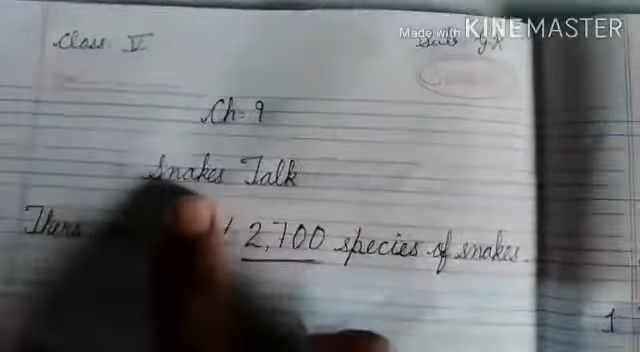 Made with KINEMASTER
Class V
Ch-9
Snakes Talk
There 2,700 species of snakes.
1